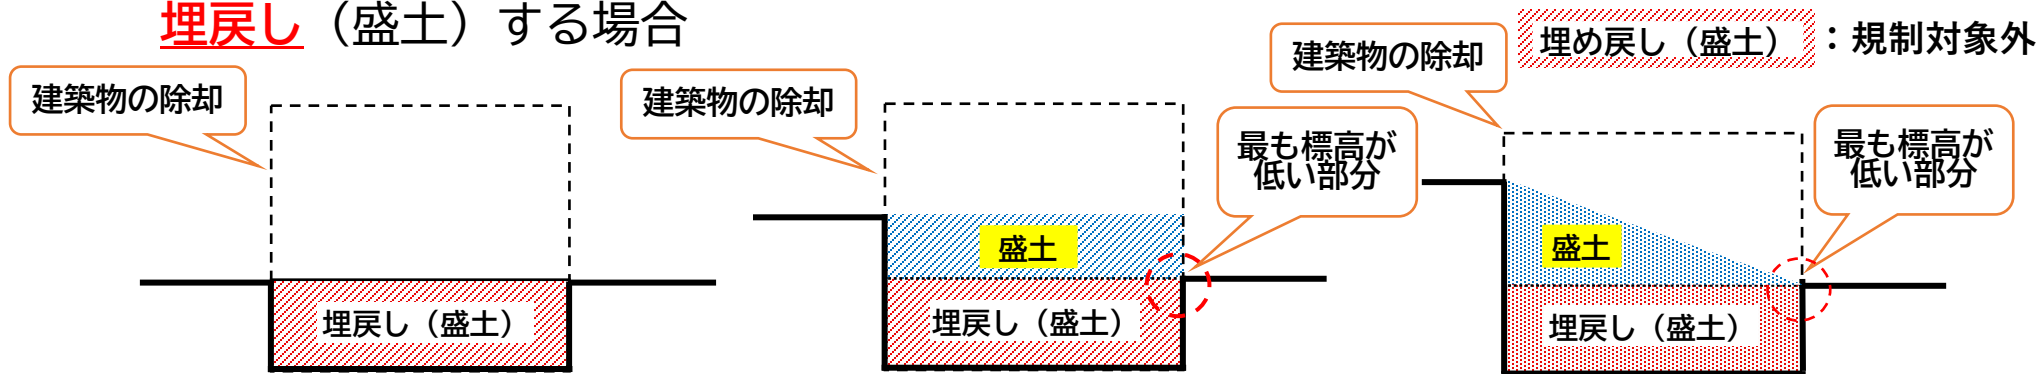 埋戻し（盛土）する場合
建築物の除却
埋戻し（盛土）
建築物の除却
最も標高が
低い部分
盛土
埋戻し（盛土）
建築物の除却
埋め戻し（盛土）：規制対象外
最も標高が
低い部分
盛土
埋戻し（盛土）